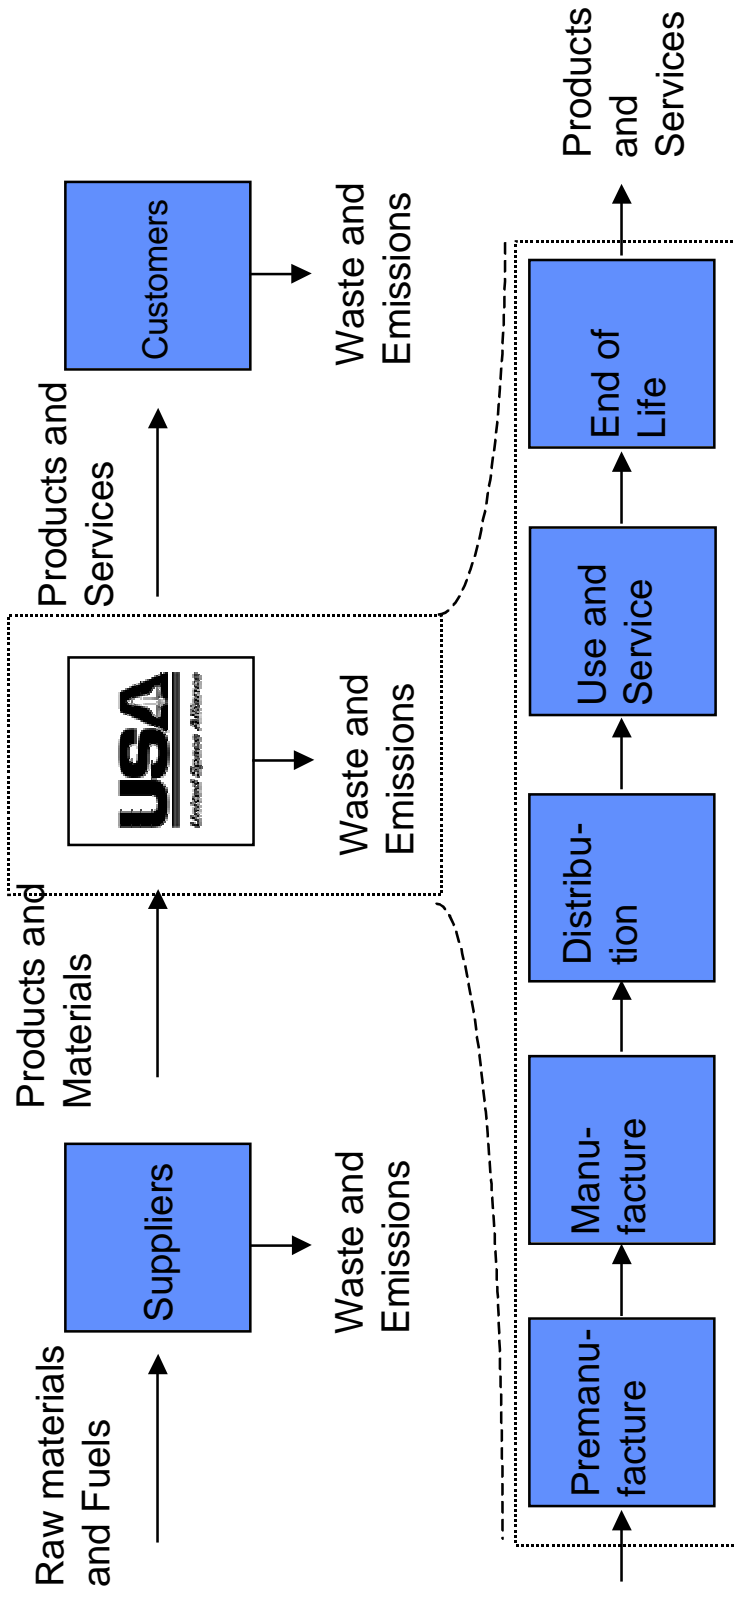 Raw materials
and Fuels
Suppliers
Waste and
Emissions
Products and
Materials
USA
United Space Alliance
Waste and
Emissions
Products and
Services
Customers
Waste and
Emissions
Premanu-
facture
Manu-
facture
Distribu-
tion
Use and
Service
End of
Life
Products
and
Services